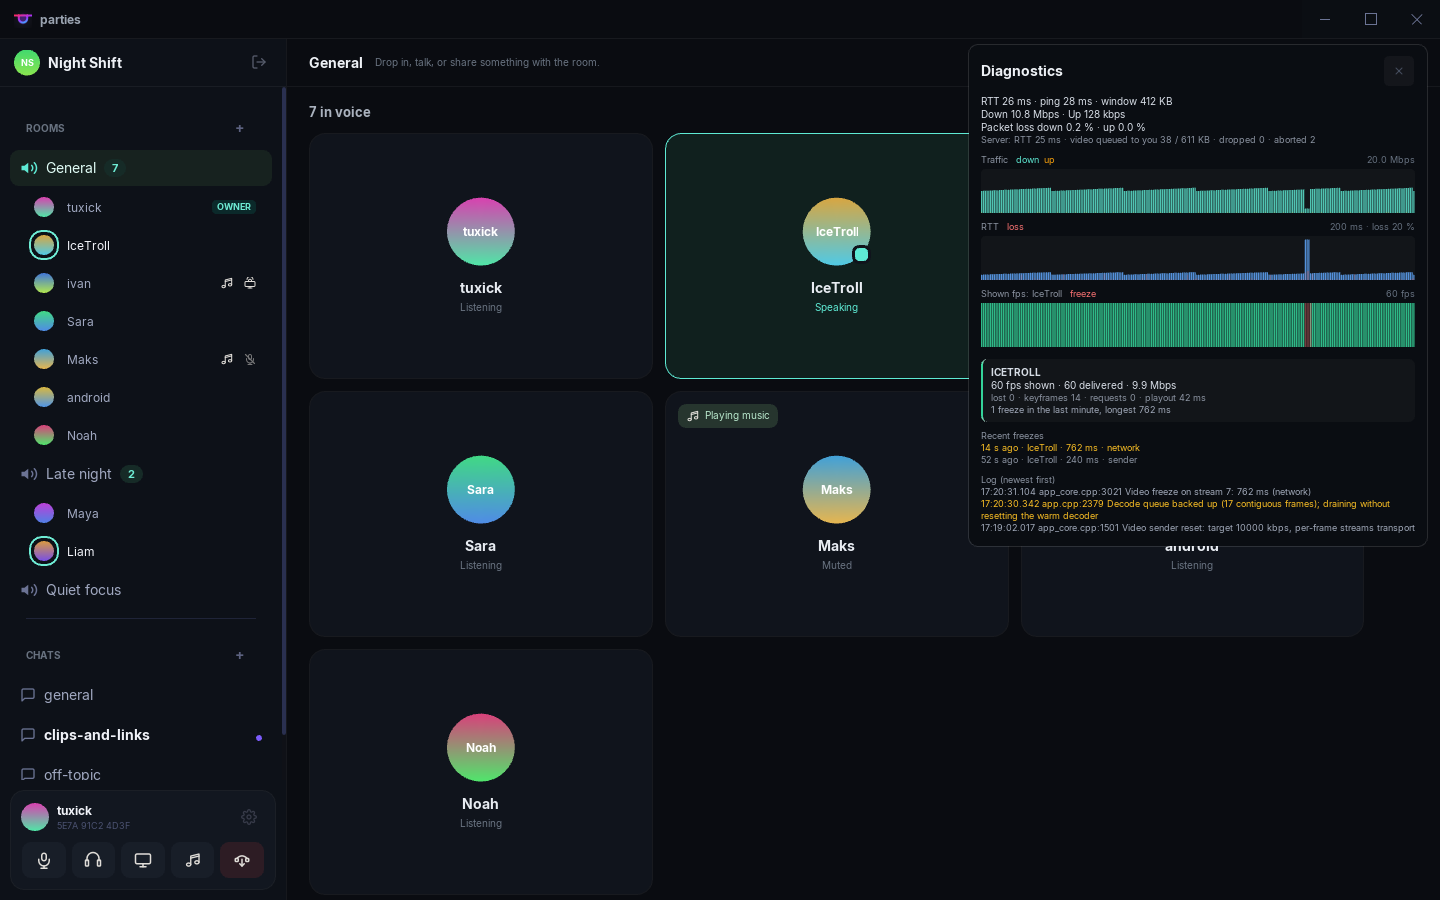 parties
NS Night Shift
ROOMS +
General 7
tuxick OWNER
IceTroll
ivan
Sara
Maks
android
Noah
Late night 2
Maya
Liam
Quiet focus
CHATS +
general
clips-and-links
off-topic
tuxick
5E7A 91C2 4D3F
General Drop in, talk, or share something with the room.
7 in voice
tuxick
tuxick
Listening
IceTroll
IceTroll
Speaking
Sara
Sara
Listening
Playing music
Maks
Maks
Muted
android
Listening
Noah
Noah
Listening
Diagnostics
RTT 26 ms · ping 28 ms · window 412 KB
Down 10.8 Mbps · Up 128 kbps
Packet loss down 0.2 % · up 0.0 %
Server: RTT 25 ms · video queued to you 38 / 611 KB · dropped 0 · aborted 2
Traffic down up 20.0 Mbps
RTT loss 200 ms · loss 20 %
Shown fps: IceTroll freeze 60 fps
ICETROLL
60 fps shown · 60 delivered · 9.9 Mbps
lost 0 · keyframes 14 · requests 0 · playout 42 ms
1 freeze in the last minute, longest 762 ms
Recent freezes
14 s ago · IceTroll · 762 ms · network
52 s ago · IceTroll · 240 ms · sender
Log (newest first)
17:20:31.104 app_core.cpp:3021 Video freeze on stream 7: 762 ms (network)
17:20:30.342 app.cpp:2379 Decode queue backed up (17 contiguous frames); draining without
resetting the warm decoder
17:19:02.017 app_core.cpp:1501 Video sender reset: target 10000 kbps, per-frame streams transport